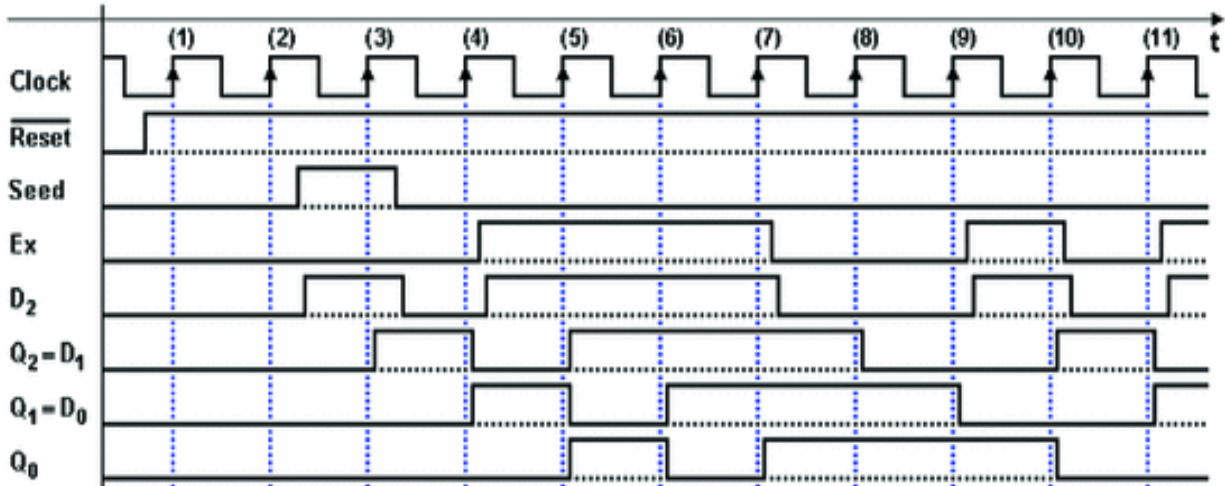 (1) (2) (3) (4) (5) (6) (7) (8) (9) (10) (11) t
Clock
Reset
Seed
Ex
D₂
Q₂=D₁
Q₁=D₀
Q₀